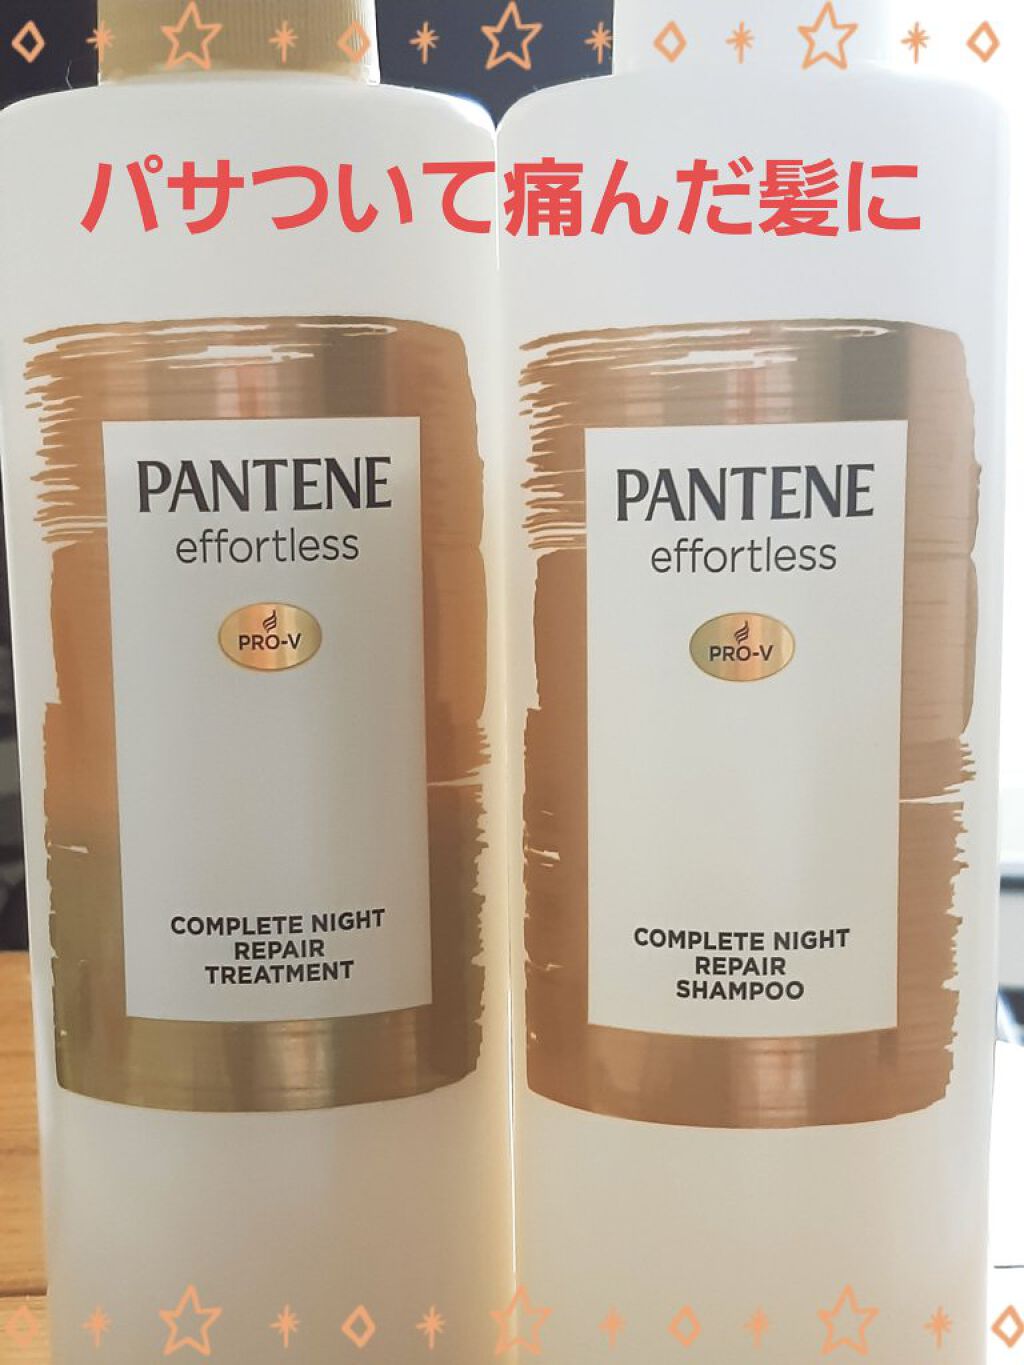 パサついて痛んだ髪に
PANTENE
effortless
PRO-V
COMPLETE NIGHT
REPAIR
TREATMENT
PANTENE
effortless
PRO-V
COMPLETE NIGHT
REPAIR
SHAMPOO